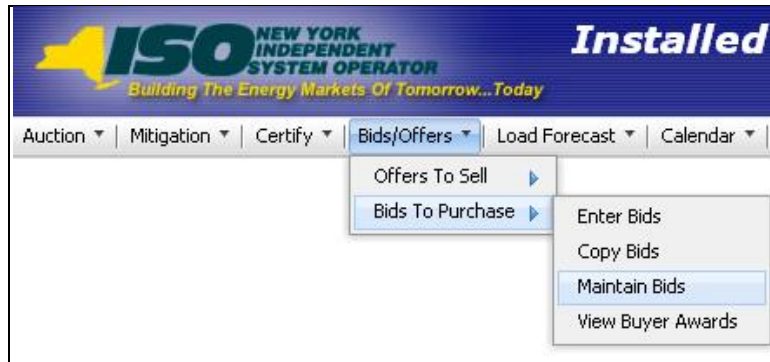 ISO NEW YORK
INDEPENDENT
SYSTEM OPERATOR
Building The Energy Markets Of Tomorrow...Today
Installed
Auction | Mitigation | Certify | Bids/Offers | Load Forecast | Calendar |
Offers To Sell
Bids To Purchase
Enter Bids
Copy Bids
Maintain Bids
View Buyer Awards